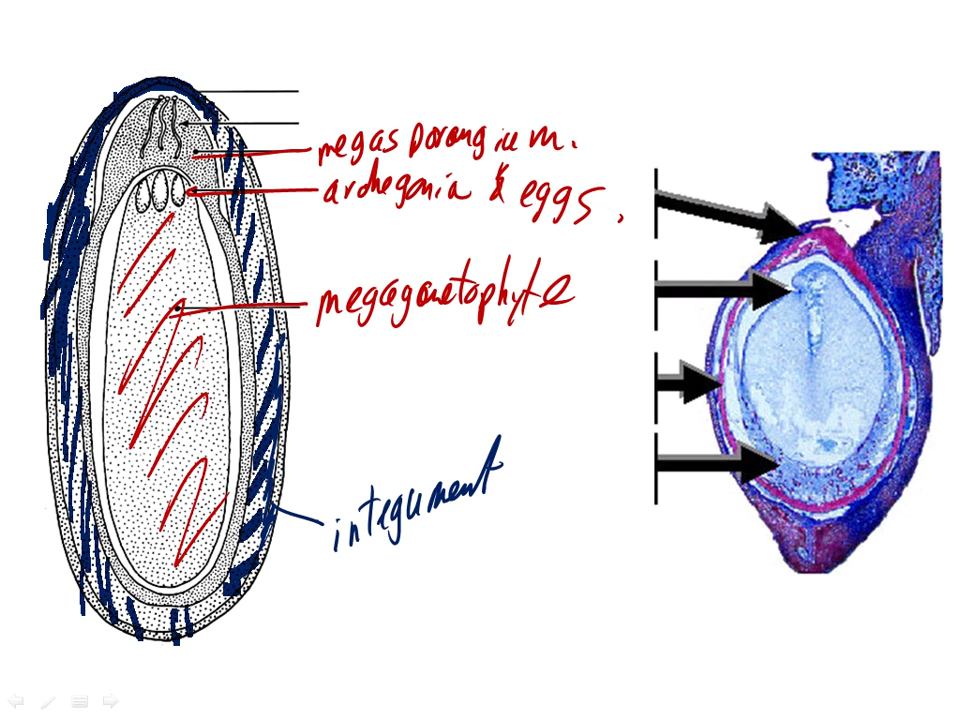 megasporangium.
archegonia & eggs.
megagametophyte
integument